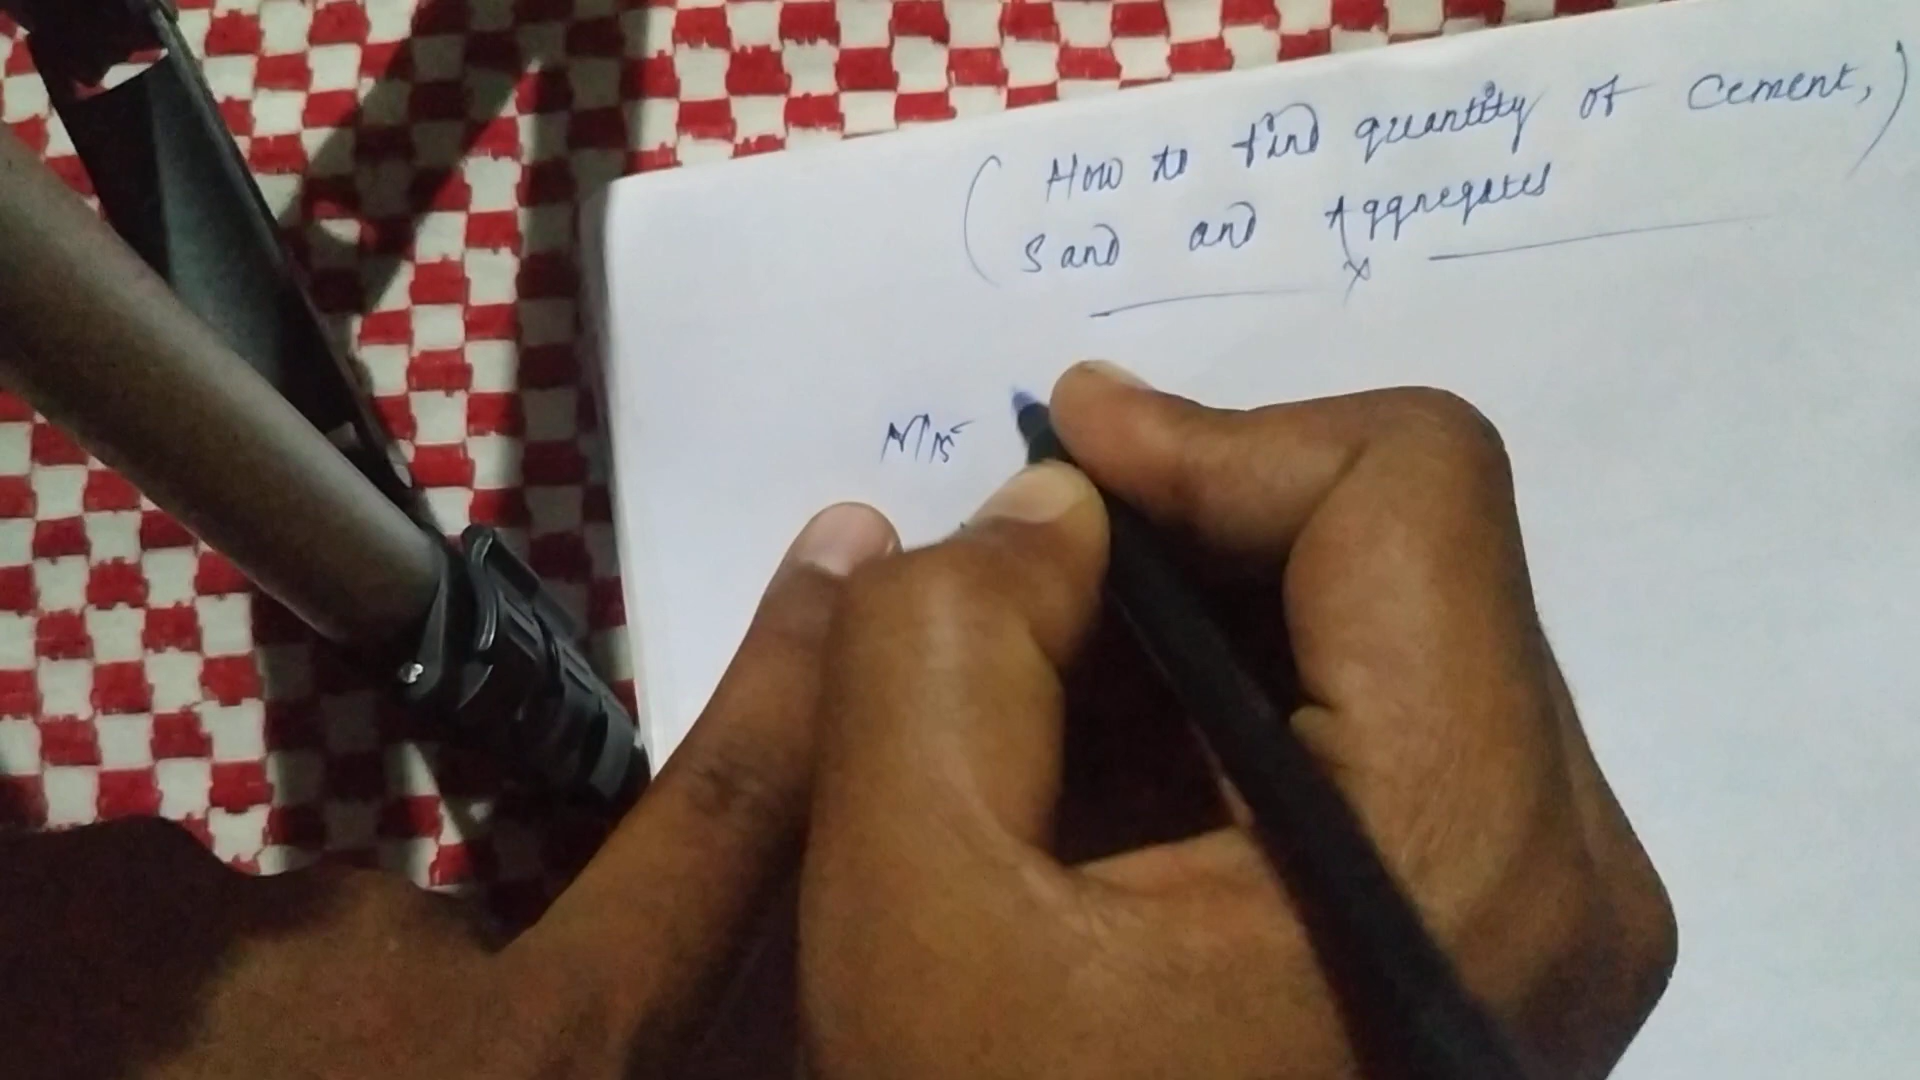 ( How to find quantity of Cement, )
Sand and Aggregates
M15